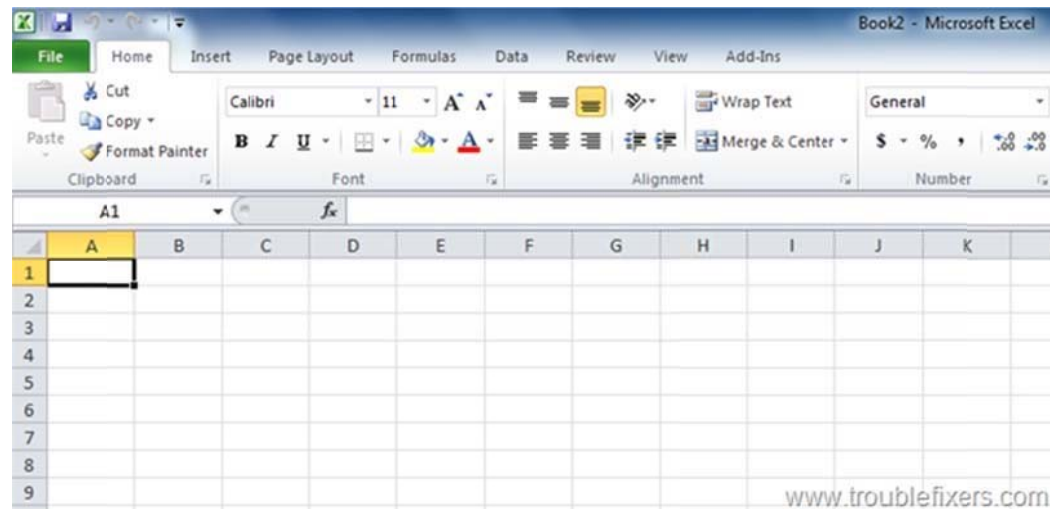 Book2 - Microsoft Excel
File Home Insert Page Layout Formulas Data Review View Add-Ins
Cut
Calibri 11 A A Wrap Text General
Copy
Paste
B I U A Merge & Center $ % , .00 .00
Format Painter
Clipboard Font Alignment Number
A1 fx
A B C D E F G H I J K
1
2
3
4
5
6
7
8
9
www.troublefixers.com